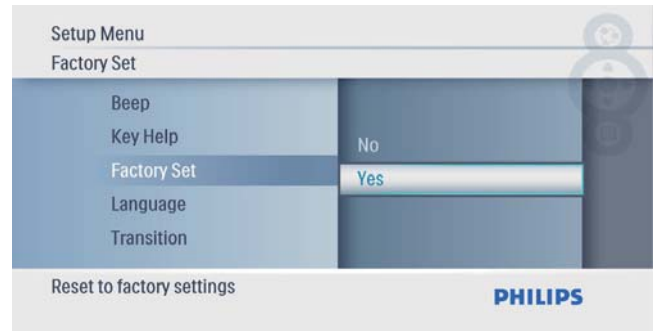 Setup Menu
Factory Set
Beep
Key Help
Factory Set
Language
Transition
No
Yes
Reset to factory settings
PHILIPS